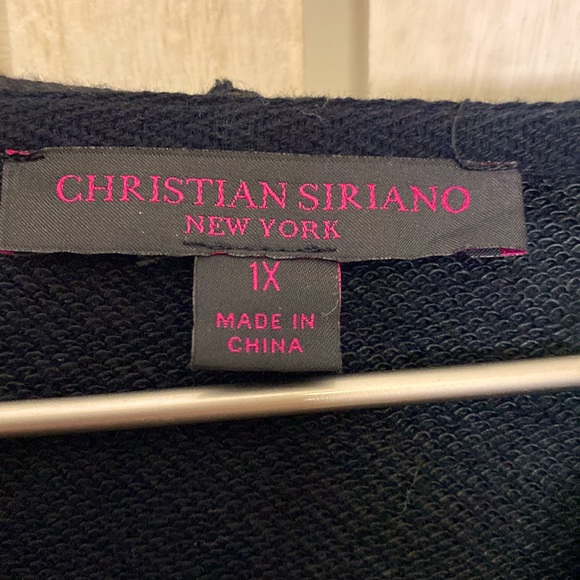 CHRISTIAN SIRIANO
NEW YORK
1X
MADE IN
CHINA